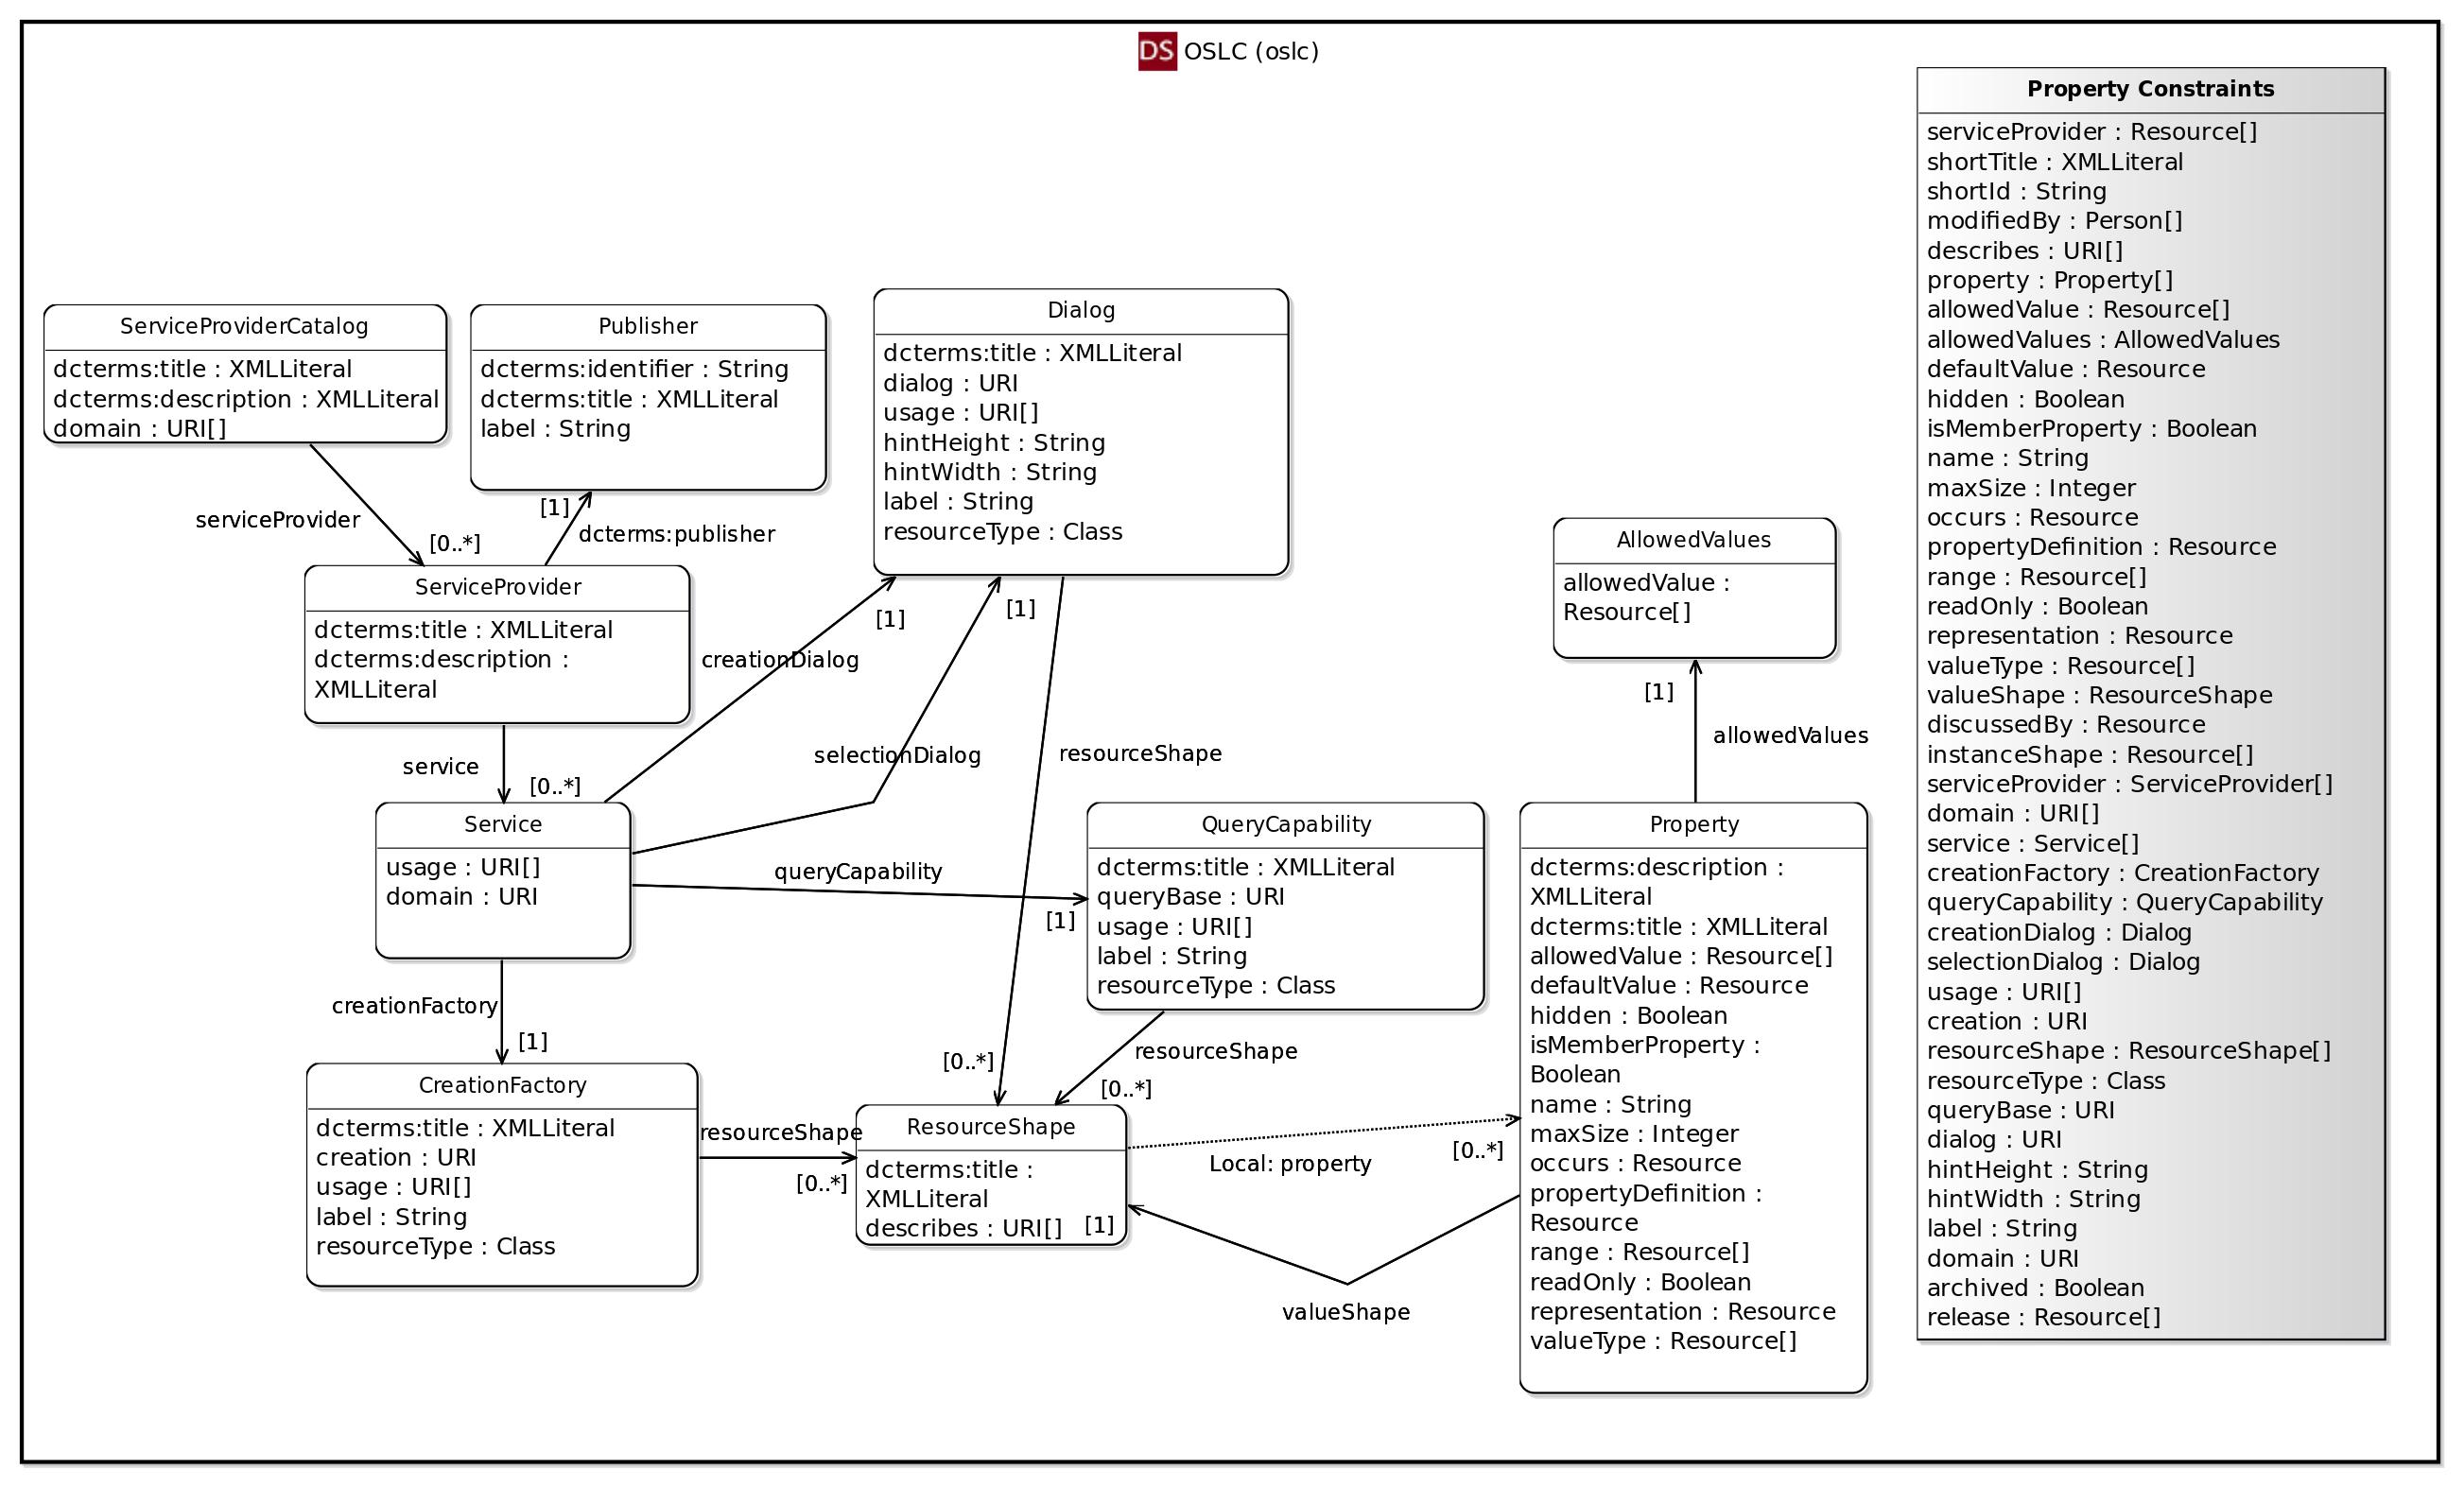 DS OSLC (oslc)
Property Constraints
serviceProvider : Resource[]
shortTitle : XMLLiteral
shortId : String
modifiedBy : Person[]
describes : URI[]
property : Property[]
allowedValue : Resource[]
allowedValues : AllowedValues
defaultValue : Resource
hidden : Boolean
isMemberProperty : Boolean
name : String
maxSize : Integer
occurs : Resource
propertyDefinition : Resource
range : Resource[]
readOnly : Boolean
representation : Resource
valueType : Resource[]
valueShape : ResourceShape
discussedBy : Resource
instanceShape : Resource[]
serviceProvider : ServiceProvider[]
domain : URI[]
service : Service[]
creationFactory : CreationFactory
queryCapability : QueryCapability
creationDialog : Dialog
selectionDialog : Dialog
usage : URI[]
creation : URI
resourceShape : ResourceShape[]
resourceType : Class
queryBase : URI
dialog : URI
hintHeight : String
hintWidth : String
label : String
domain : URI
archived : Boolean
release : Resource[]
ServiceProviderCatalog
dcterms:title : XMLLiteral
dcterms:description : XMLLiteral
domain : URI[]
Publisher
dcterms:identifier : String
dcterms:title : XMLLiteral
label : String
Dialog
dcterms:title : XMLLiteral
dialog : URI
usage : URI[]
hintHeight : String
hintWidth : String
label : String
resourceType : Class
serviceProvider
[0..*]
[1]
dcterms:publisher
ServiceProvider
dcterms:title : XMLLiteral
dcterms:description :
XMLLiteral
[1]
[1]
creationDialog
selectionDialog
resourceShape
AllowedValues
allowedValue :
Resource[]
[1]
allowedValues
service
[0..*]
Service
usage : URI[]
domain : URI
queryCapability
[1]
QueryCapability
dcterms:title : XMLLiteral
queryBase : URI
usage : URI[]
label : String
resourceType : Class
Property
dcterms:description :
XMLLiteral
dcterms:title : XMLLiteral
allowedValue : Resource[]
defaultValue : Resource
hidden : Boolean
isMemberProperty :
Boolean
name : String
maxSize : Integer
occurs : Resource
propertyDefinition :
Resource
range : Resource[]
readOnly : Boolean
representation : Resource
valueType : Resource[]
creationFactory
[1]
CreationFactory
dcterms:title : XMLLiteral
creation : URI
usage : URI[]
label : String
resourceType : Class
resourceShape
[0..*]
[0..*]
resourceShape
[0..*]
ResourceShape
dcterms:title :
XMLLiteral
describes : URI[]
[1]
Local: property
[0..*]
valueShape